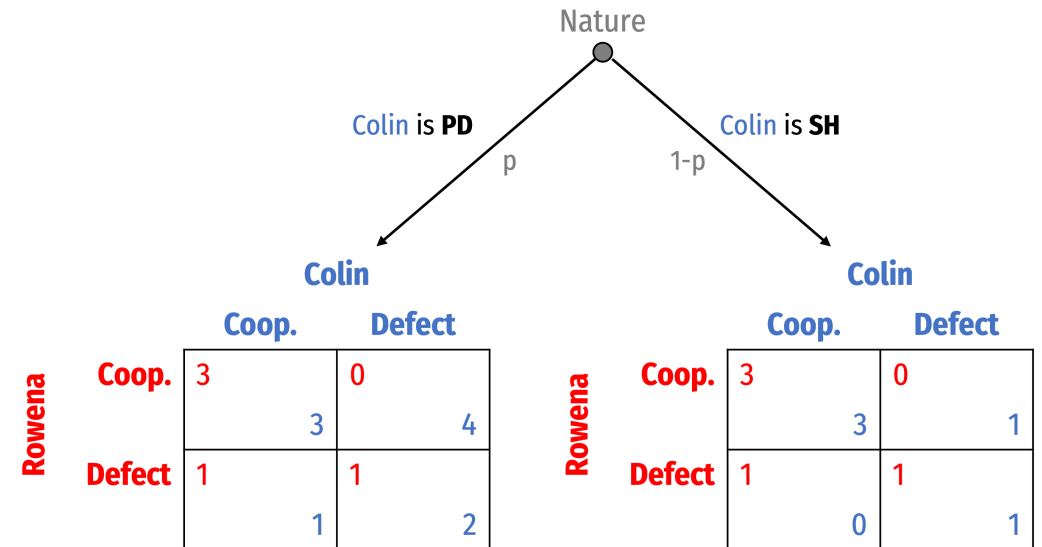 Nature
Colin is PD
Colin is SH
p
1-p
Colin
Coop. Defect
Rowena
Coop. 3 0
3 4
Defect 1 1
1 2
Colin
Coop. Defect
Rowena
Coop. 3 0
3 1
Defect 1 1
0 1